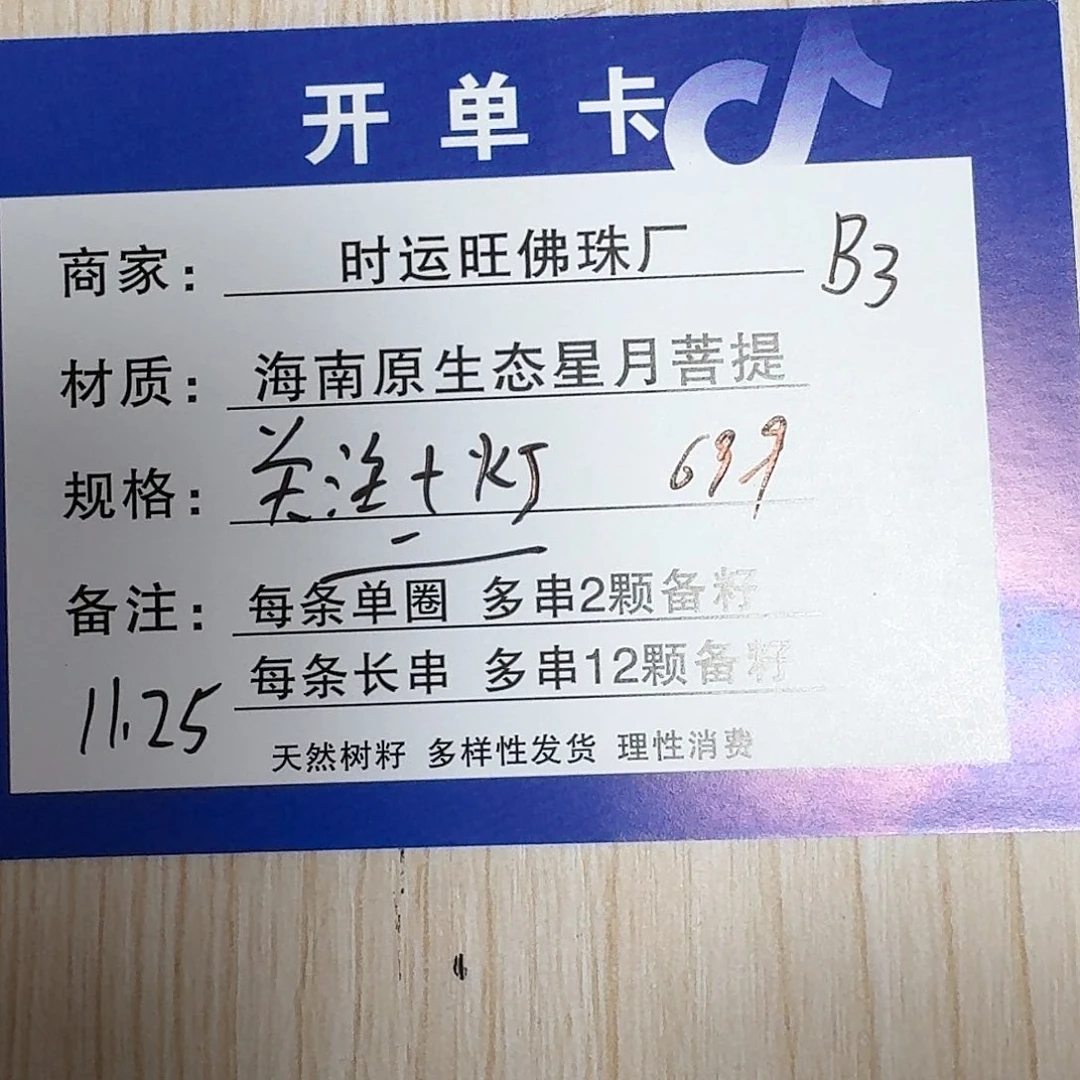 开单卡
商家： 时运旺佛珠厂 B3
材质： 海南原生态星月菩提
规格： 关注+灯 699
备注： 每条单圈 多串2颗备籽
每条长串 多串12颗备籽
11.25
天然树籽 多样性发货 理性消费